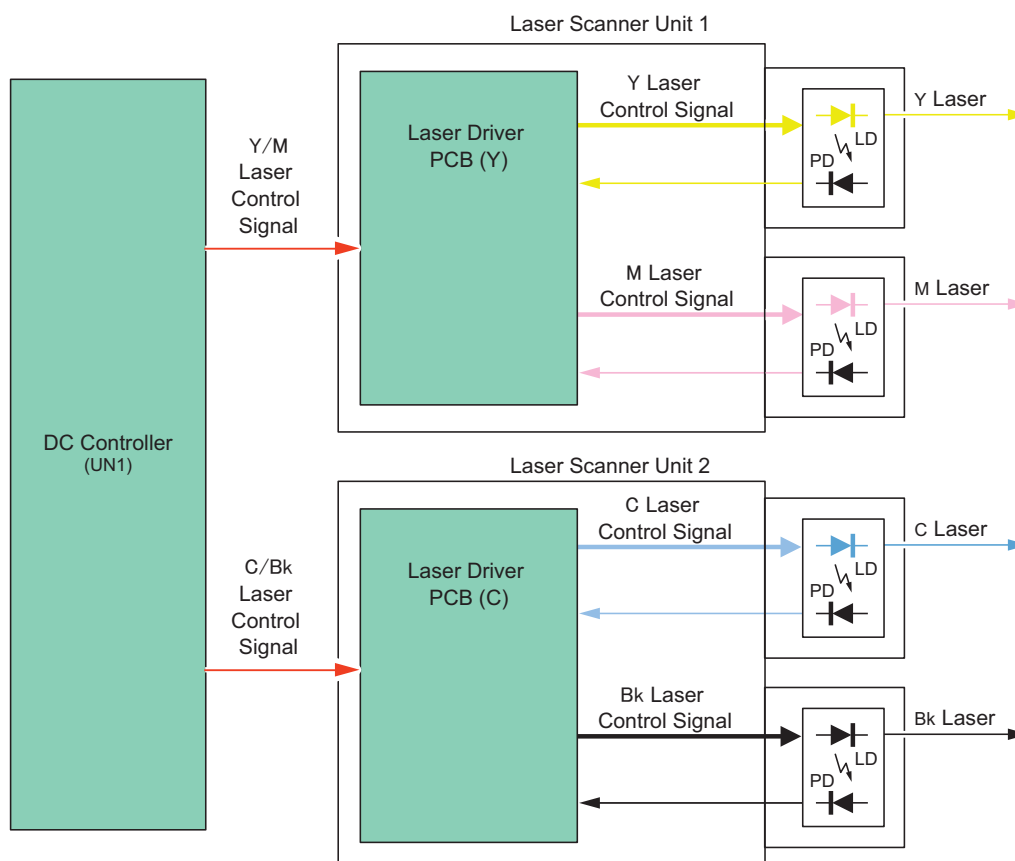 Laser Scanner Unit 1
DC Controller
(UN1)
Y/M
Laser
Control
Signal
Laser Driver
PCB (Y)
Y Laser
Control Signal
LD
PD
Y Laser
M Laser
Control Signal
LD
PD
M Laser
Laser Scanner Unit 2
C/Bk
Laser
Control
Signal
Laser Driver
PCB (C)
C Laser
Control Signal
LD
PD
C Laser
Bk Laser
Control Signal
LD
PD
Bk Laser